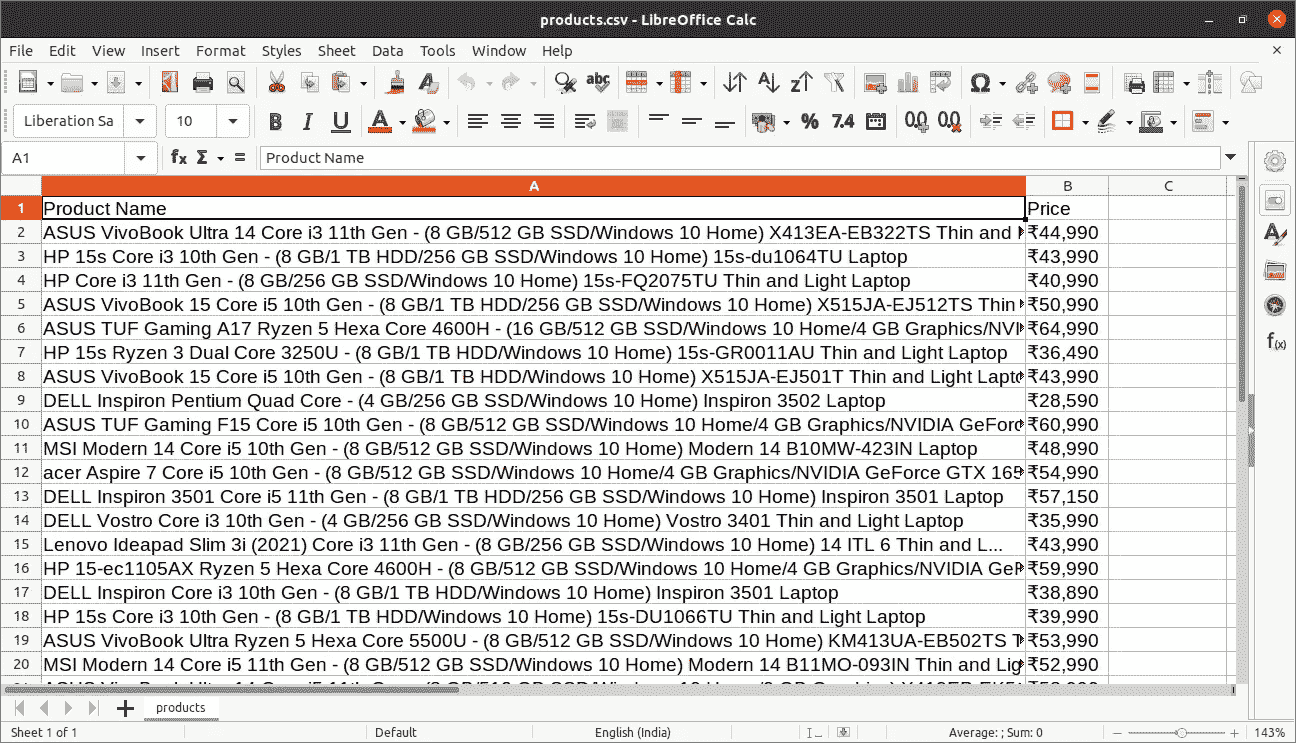 products.csv - LibreOffice Calc
File Edit View Insert Format Styles Sheet Data Tools Window Help
Liberation Sa 10
A1 Product Name
A B C
1 Product Name Price
2 ASUS VivoBook Ultra 14 Core i3 11th Gen - (8 GB/512 GB SSD/Windows 10 Home) X413EA-EB322TS Thin and ₹44,990
3 HP 15s Core i3 10th Gen - (8 GB/1 TB HDD/256 GB SSD/Windows 10 Home) 15s-du1064TU Laptop ₹43,990
4 HP Core i3 11th Gen - (8 GB/256 GB SSD/Windows 10 Home) 15s-FQ2075TU Thin and Light Laptop ₹40,990
5 ASUS VivoBook 15 Core i5 10th Gen - (8 GB/1 TB HDD/256 GB SSD/Windows 10 Home) X515JA-EJ512TS Thin ₹50,990
6 ASUS TUF Gaming A17 Ryzen 5 Hexa Core 4600H - (16 GB/512 GB SSD/Windows 10 Home/4 GB Graphics/NVI ₹64,990
7 HP 15s Ryzen 3 Dual Core 3250U - (8 GB/1 TB HDD/Windows 10 Home) 15s-GR0011AU Thin and Light Laptop ₹36,490
8 ASUS VivoBook 15 Core i5 10th Gen - (8 GB/1 TB HDD/Windows 10 Home) X515JA-EJ501T Thin and Light Lapto ₹43,990
9 DELL Inspiron Pentium Quad Core - (4 GB/256 GB SSD/Windows 10 Home) Inspiron 3502 Laptop ₹28,590
10 ASUS TUF Gaming F15 Core i5 10th Gen - (8 GB/512 GB SSD/Windows 10 Home/4 GB Graphics/NVIDIA GeForc ₹60,990
11 MSI Modern 14 Core i5 10th Gen - (8 GB/512 GB SSD/Windows 10 Home) Modern 14 B10MW-423IN Laptop ₹48,990
12 acer Aspire 7 Core i5 10th Gen - (8 GB/512 GB SSD/Windows 10 Home/4 GB Graphics/NVIDIA GeForce GTX 165 ₹54,990
13 DELL Inspiron 3501 Core i5 11th Gen - (8 GB/1 TB HDD/256 GB SSD/Windows 10 Home) Inspiron 3501 Laptop ₹57,150
14 DELL Vostro Core i3 10th Gen - (4 GB/256 GB SSD/Windows 10 Home) Vostro 3401 Thin and Light Laptop ₹35,990
15 Lenovo Ideapad Slim 3i (2021) Core i3 11th Gen - (8 GB/256 GB SSD/Windows 10 Home) 14 ITL 6 Thin and L... ₹43,990
16 HP 15-ec1105AX Ryzen 5 Hexa Core 4600H - (8 GB/512 GB SSD/Windows 10 Home/4 GB Graphics/NVIDIA Ge ₹59,990
17 DELL Inspiron Core i3 10th Gen - (8 GB/1 TB HDD/Windows 10 Home) Inspiron 3501 Laptop ₹38,890
18 HP 15s Core i3 10th Gen - (8 GB/1 TB HDD/Windows 10 Home) 15s-DU1066TU Thin and Light Laptop ₹39,990
19 ASUS VivoBook Ultra Ryzen 5 Hexa Core 5500U - (8 GB/512 GB SSD/Windows 10 Home) KM413UA-EB502TS T ₹53,990
20 MSI Modern 14 Core i5 11th Gen - (8 GB/512 GB SSD/Windows 10 Home) Modern 14 B11MO-093IN Thin and Lig ₹52,990
products
Sheet 1 of 1 Default English (India) Average: ; Sum: 0 143%